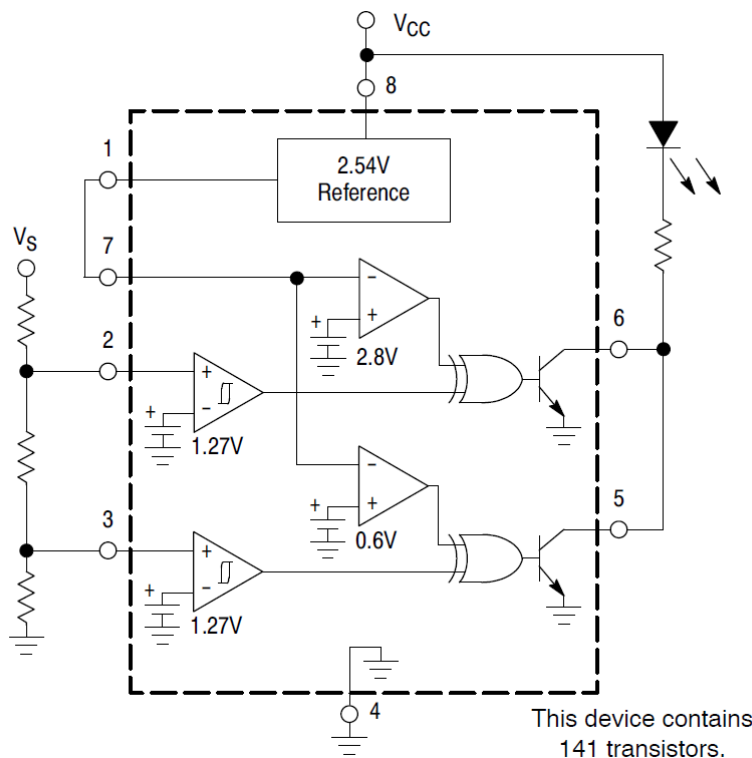 VCC
8
1
2.54V
Reference
VS
7
−
+
+
2.8V
6
2
+
−
+
1.27V
−
+
+
0.6V
5
3
+
−
+
1.27V
4
This device contains
141 transistors.